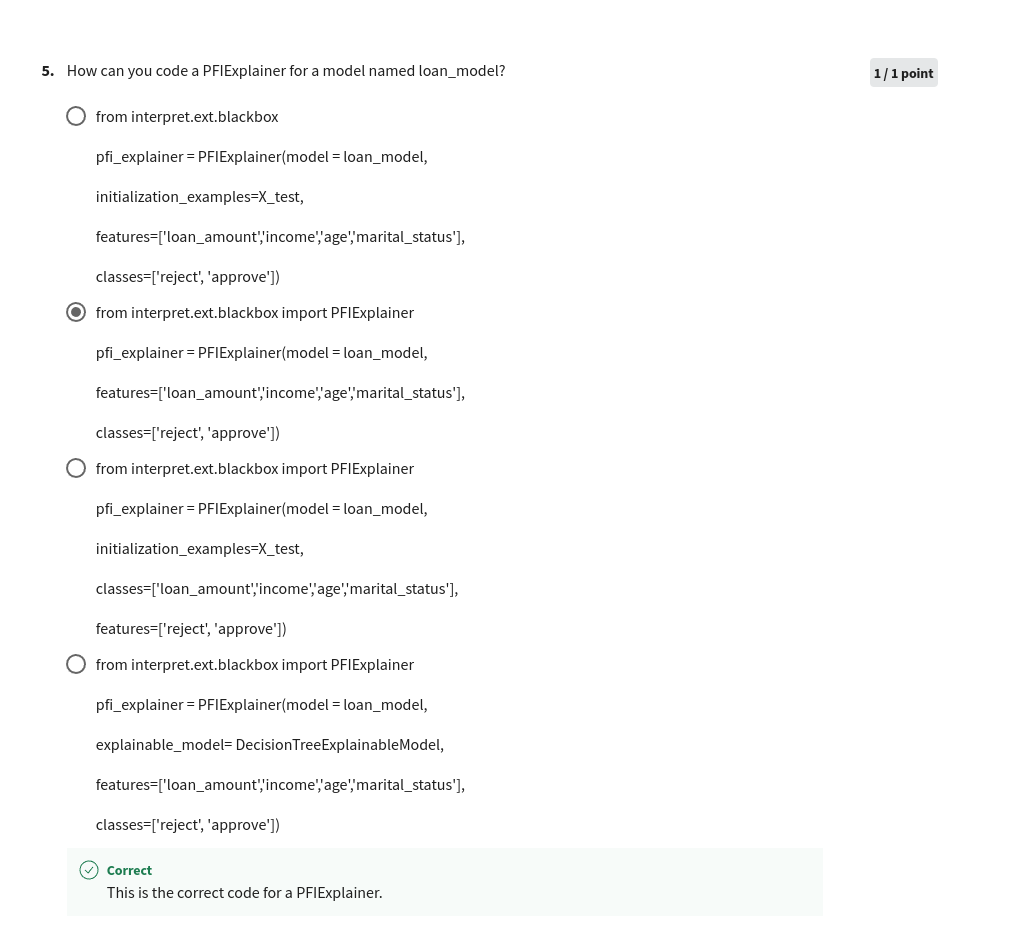 5. How can you code a PFIExplainer for a model named loan_model?
1 / 1 point
from interpret.ext.blackbox
pfi_explainer = PFIExplainer(model = loan_model,
initialization_examples=X_test,
features=['loan_amount','income','age','marital_status'],
classes=['reject', 'approve'])
from interpret.ext.blackbox import PFIExplainer
pfi_explainer = PFIExplainer(model = loan_model,
features=['loan_amount','income','age','marital_status'],
classes=['reject', 'approve'])
from interpret.ext.blackbox import PFIExplainer
pfi_explainer = PFIExplainer(model = loan_model,
initialization_examples=X_test,
classes=['loan_amount','income','age','marital_status'],
features=['reject', 'approve'])
from interpret.ext.blackbox import PFIExplainer
pfi_explainer = PFIExplainer(model = loan_model,
explainable_model= DecisionTreeExplainableModel,
features=['loan_amount','income','age','marital_status'],
classes=['reject', 'approve'])
Correct
This is the correct code for a PFIExplainer.